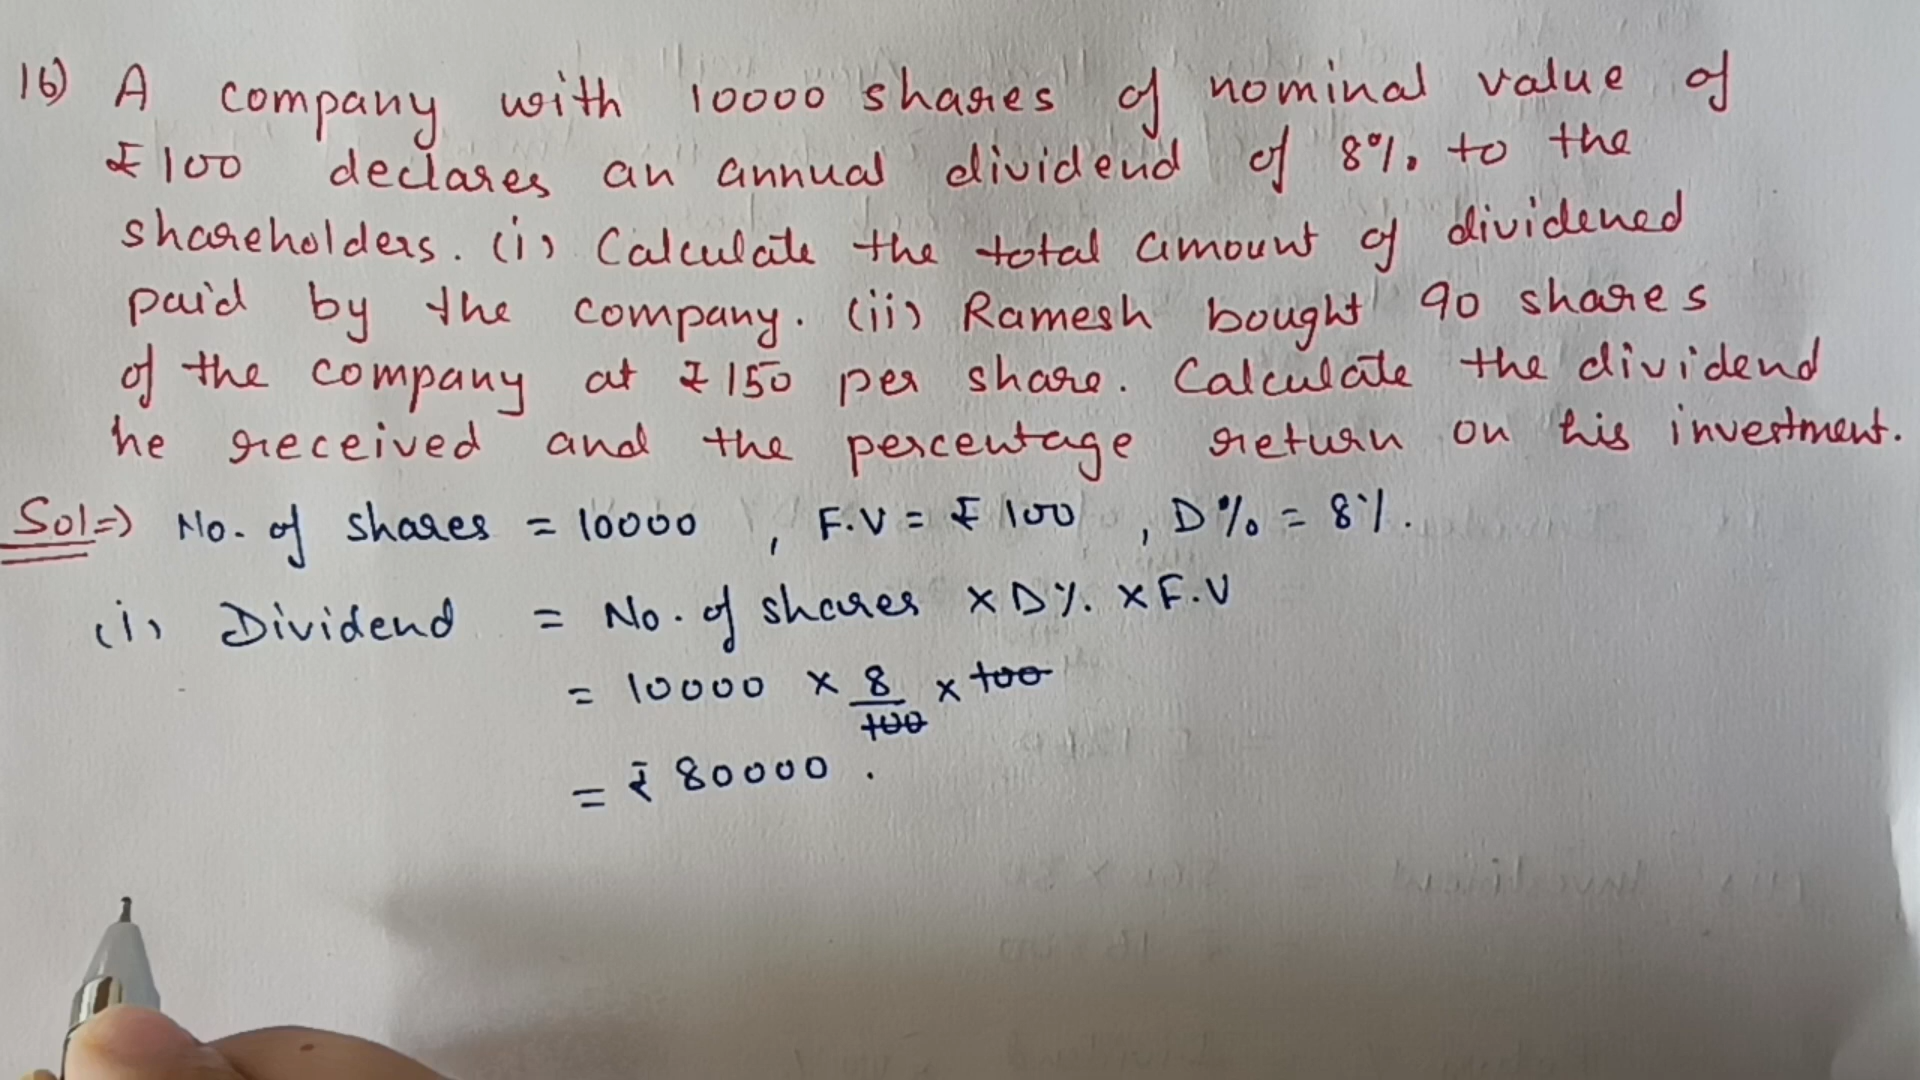 16) A company with 10000 shares of nominal value of
₹100 declares an annual dividend of 8% to the
shareholders. (i) Calculate the total amount of dividened
paid by the company. (ii) Ramesh bought 90 shares
of the company at ₹150 per share. Calculate the dividend
he received and the percentage return on his investment.
Sol=) No. of shares = 10000 , F.V = ₹100 , D% = 8%.
(i) Dividend = No. of shares × D% × F.V
= 10000 × 8/100 × 100
= ₹80000.